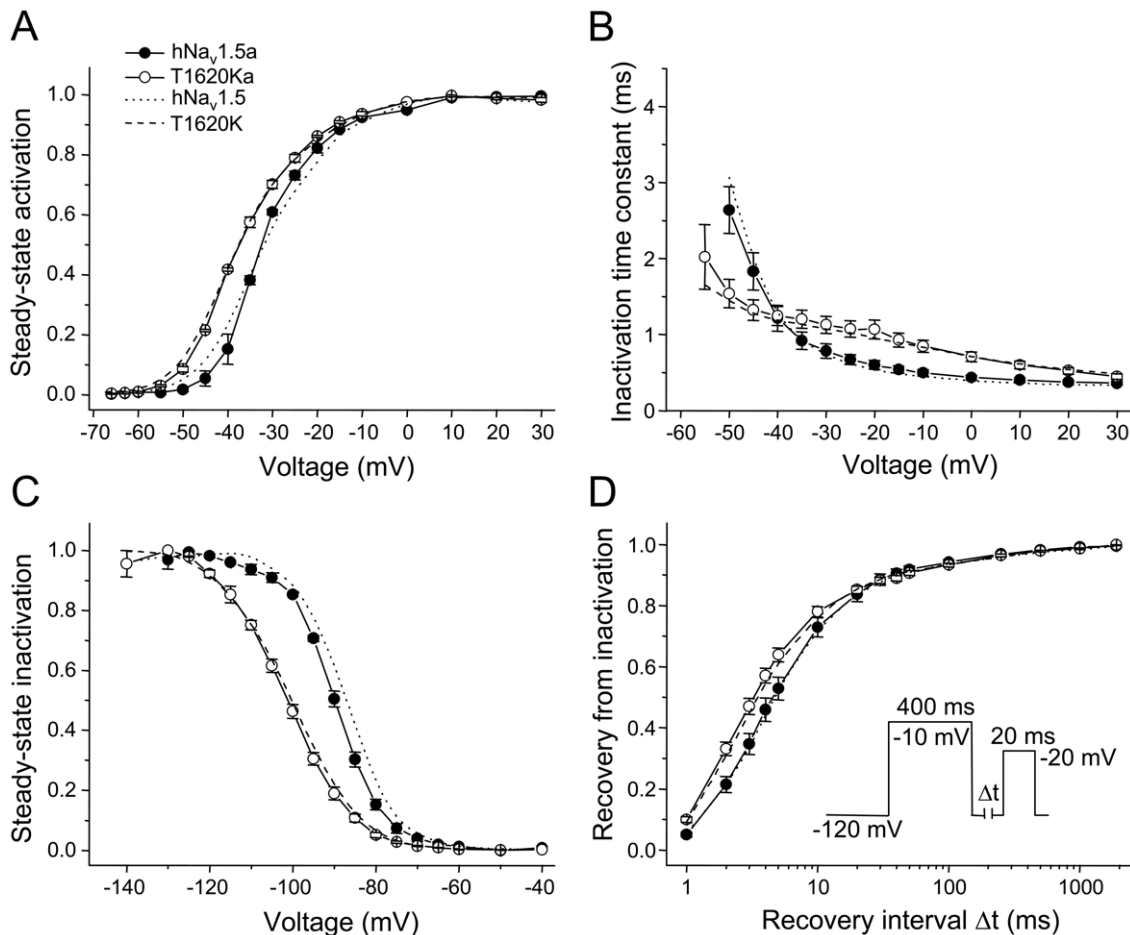 A
hNav1.5a
T1620Ka
hNav1.5
T1620K
Steady-state activation
1.0
0.8
0.6
0.4
0.2
0.0
-70 -60 -50 -40 -30 -20 -10 0 10 20 30
Voltage (mV)
B
Inactivation time constant (ms)
4
3
2
1
0
-60 -50 -40 -30 -20 -10 0 10 20 30
Voltage (mV)
C
Steady-state inactivation
1.0
0.8
0.6
0.4
0.2
0.0
-140 -120 -100 -80 -60 -40
Voltage (mV)
D
Recovery from inactivation
1.0
0.8
0.6
0.4
0.2
0.0
400 ms
-10 mV
20 ms
-20 mV
Δt
-120 mV
1 10 100 1000
Recovery interval Δt (ms)